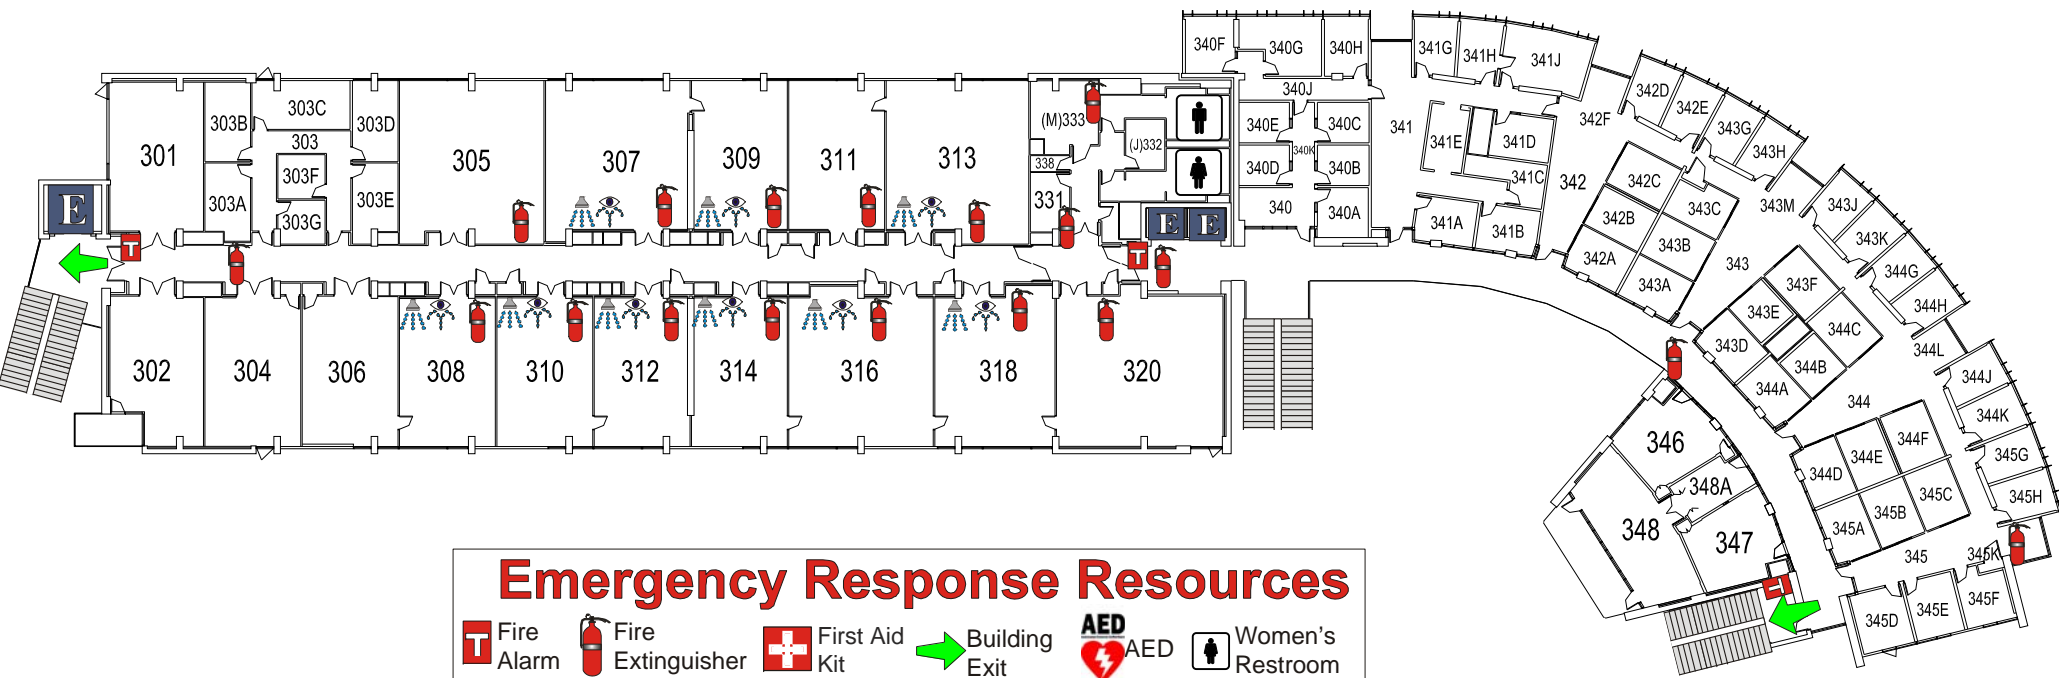 340F
340G
340H
341G
341H
341J
342D
342E
343G
343H
342F
340J
303C
303B
303D
303
(M)333
340E
340C
341
341E
341D
301
305
307
309
311
313
(J)332
340K
338
340D
340B
341C
342
342C
303F
303A
303E
303G
331
340
340A
341A
341B
342B
342A
343C
343B
343A
343M
343J
343K
344G
344H
E
E
E
T
T
343
343F
343E
343D
344C
344B
344A
344L
344J
344K
344
302
304
306
308
310
312
314
316
318
320
346
348A
348
347
344F
344E
344D
345G
345H
345C
345B
345A
345
345K
345D
345E
345F
T
Emergency Response Resources
T Fire Alarm
Fire Extinguisher
First Aid Kit
Building Exit
AED AED
Women's Restroom